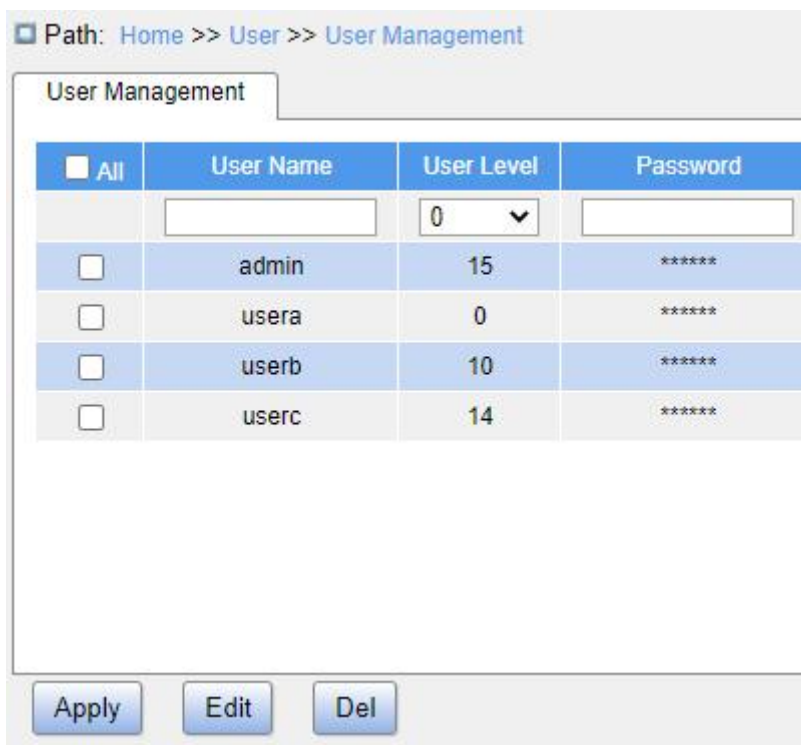 Path: Home >> User >> User Management
User Management
All User Name User Level Password
0
admin 15 ******
usera 0 ******
userb 10 ******
userc 14 ******
Apply Edit Del